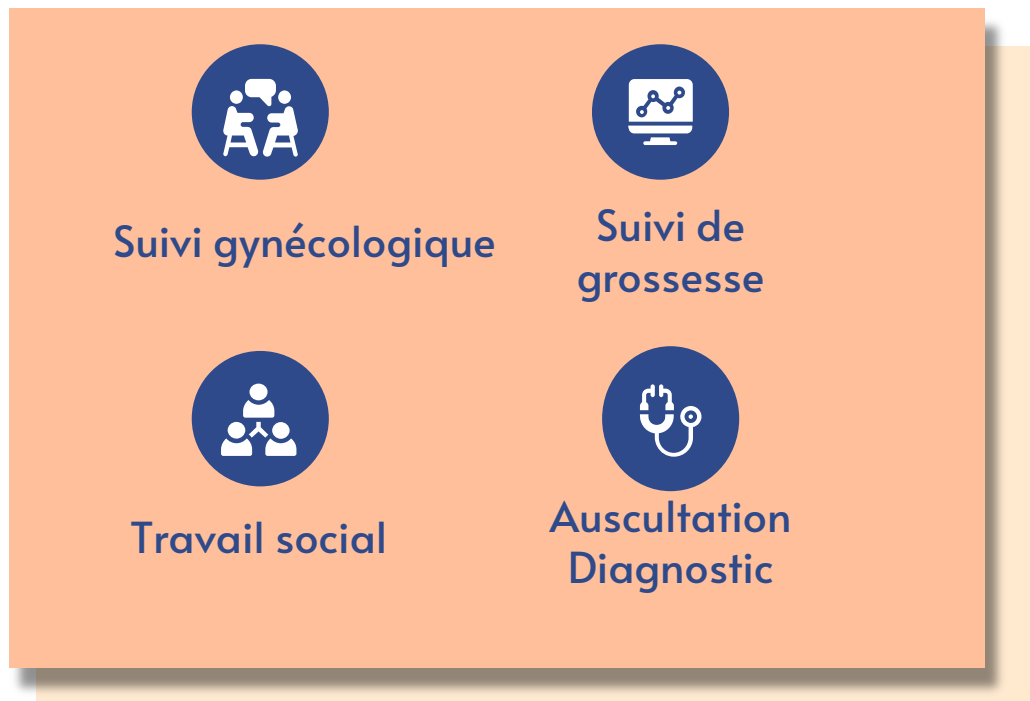 Suivi gynécologique
Suivi de
grossesse
Travail social
Auscultation
Diagnostic